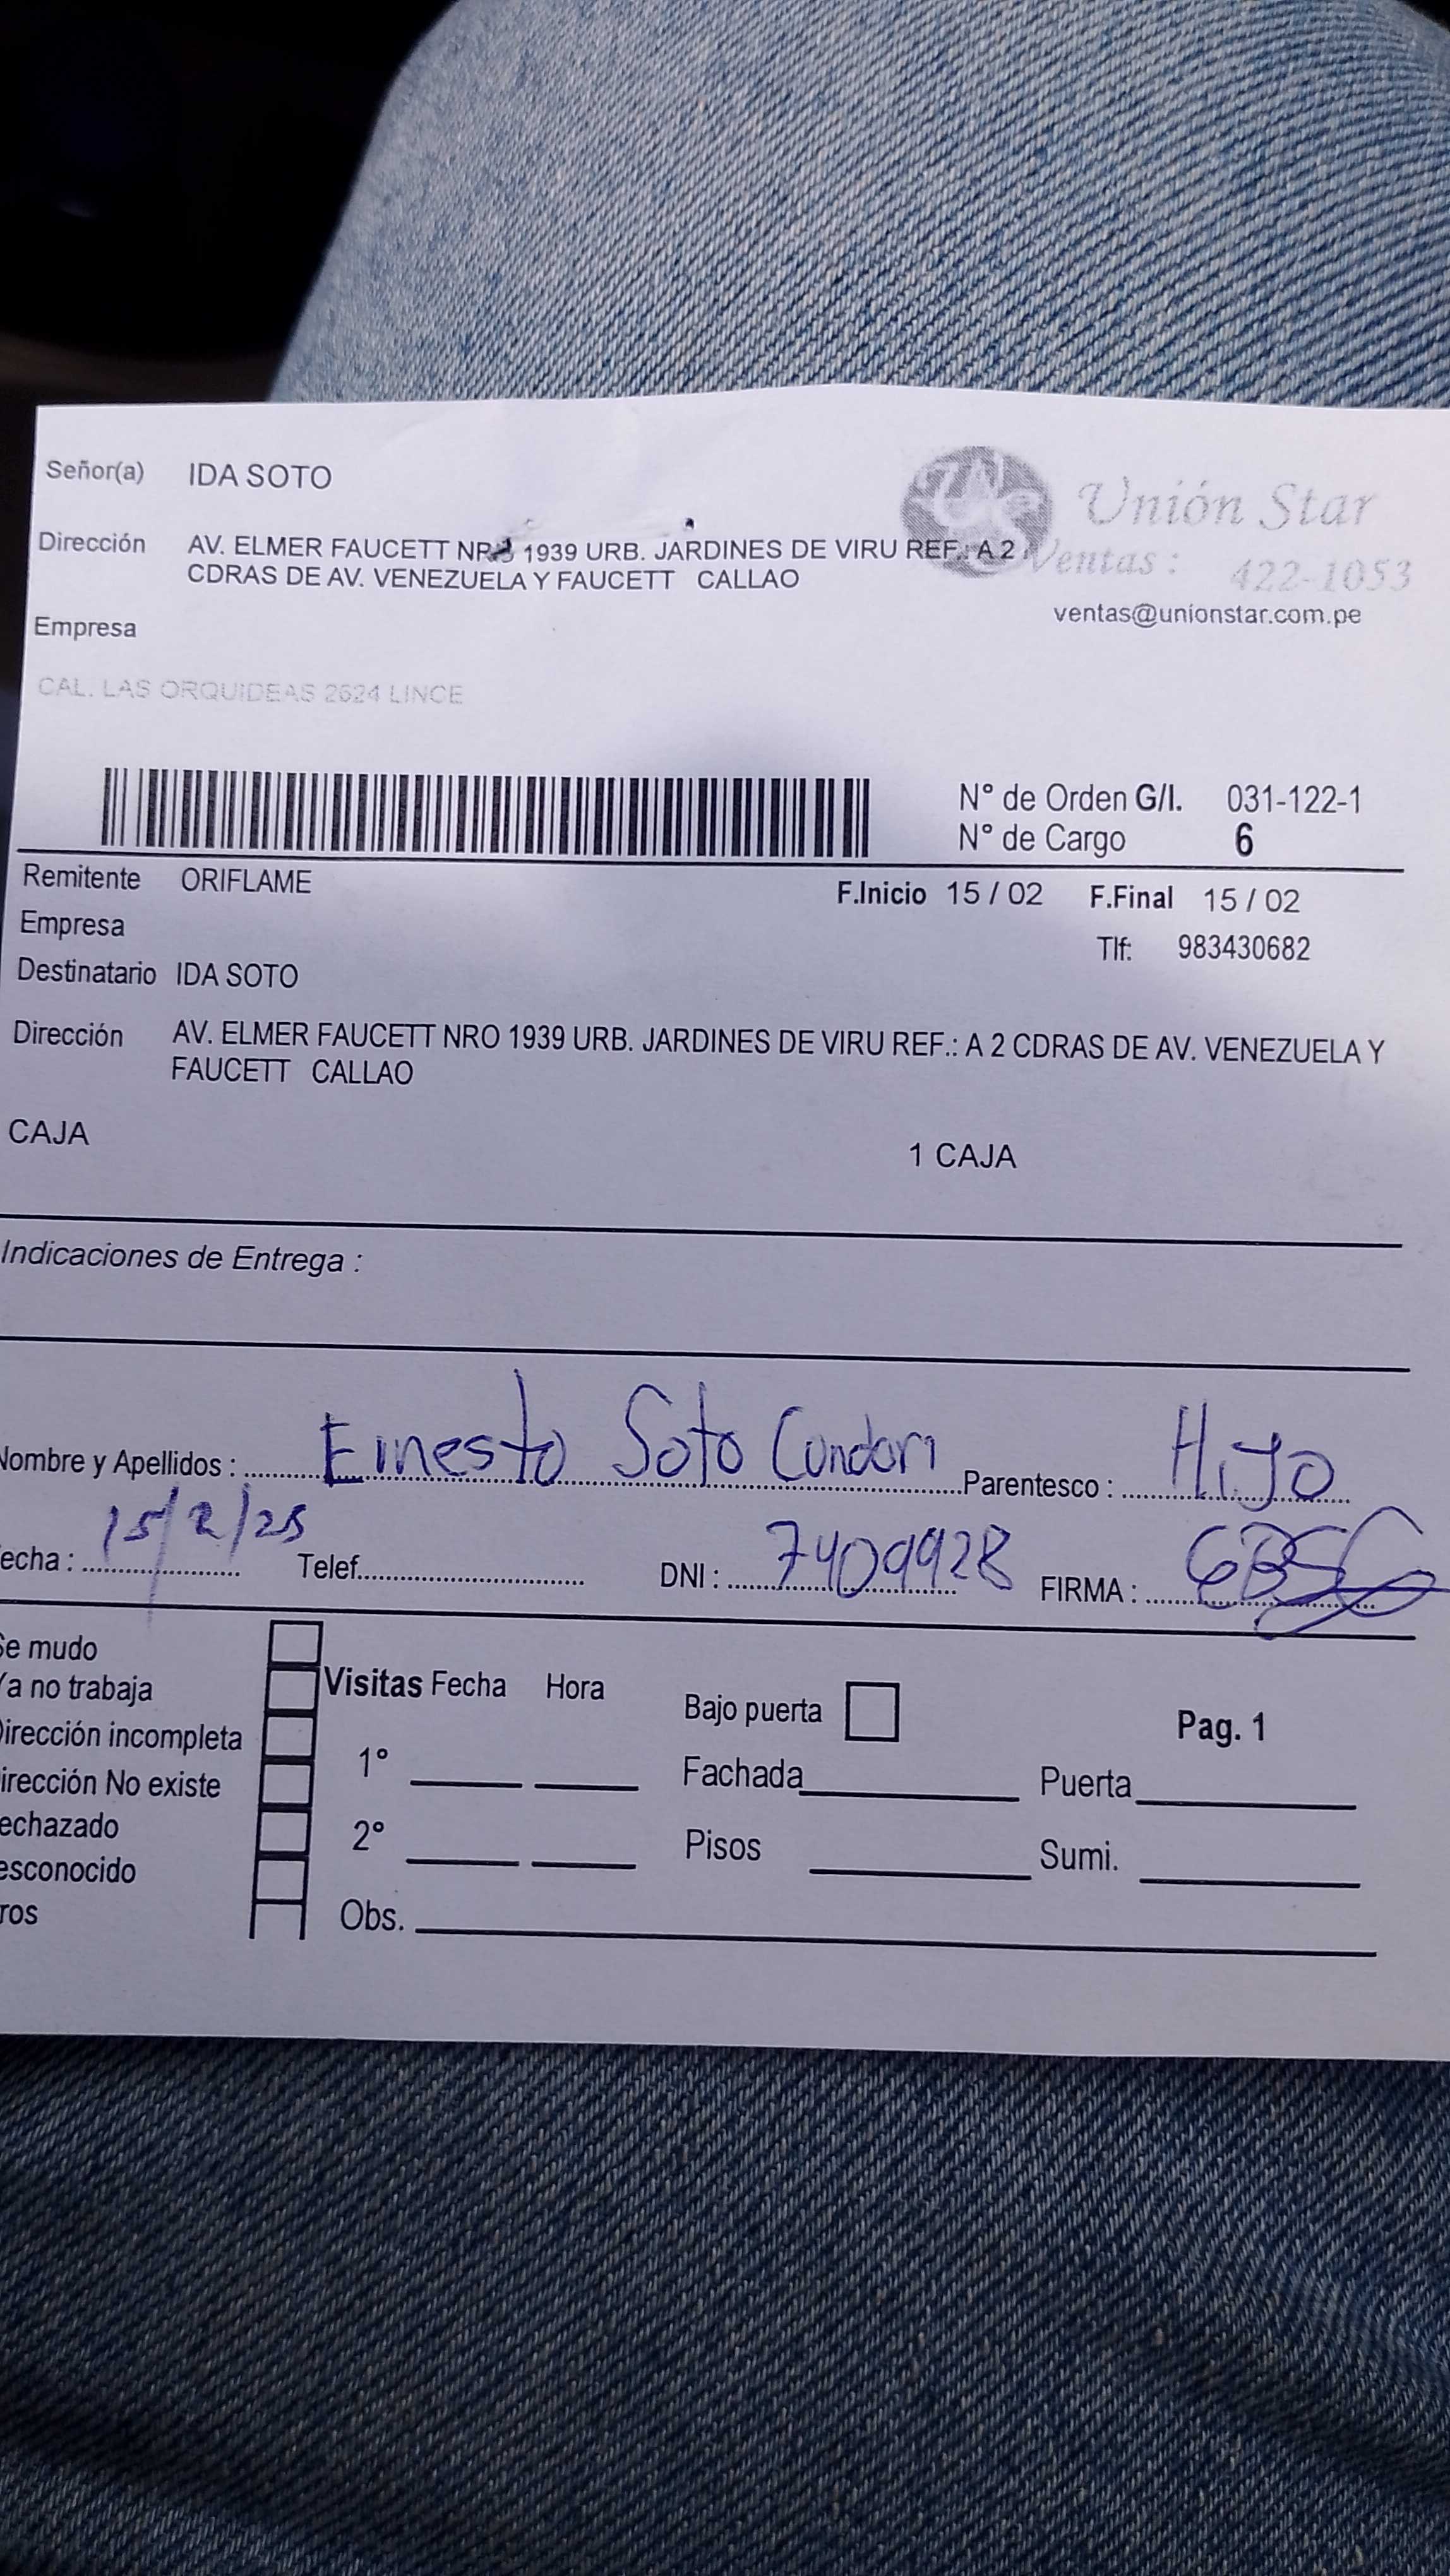 Señor(a) IDA SOTO
Unión Star
Dirección AV. ELMER FAUCETT NR 1939 URB. JARDINES DE VIRU REF.: A 2
CDRAS DE AV. VENEZUELA Y FAUCETT CALLAO
Ventas : 422-1053
ventas@unionstar.com.pe
Empresa
CAL. LAS ORQUIDEAS 2624 LINCE
N° de Orden G/I. 031-122-1
N° de Cargo 6
Remitente ORIFLAME
F.Inicio 15 / 02 F.Final 15 / 02
Empresa
Tlf: 983430682
Destinatario IDA SOTO
Dirección AV. ELMER FAUCETT NRO 1939 URB. JARDINES DE VIRU REF.: A 2 CDRAS DE AV. VENEZUELA Y
FAUCETT CALLAO
CAJA 1 CAJA
Indicaciones de Entrega :
Nombre y Apellidos : Ernesto Soto Condori Parentesco : Hijo
echa : 15/2/25 Telef. DNI : 7409928 FIRMA :
Se mudo
Ya no trabaja
Dirección incompleta
irección No existe
echazado
esconocido
ros
Visitas Fecha Hora
1°
2°
Obs.
Bajo puerta
Pag. 1
Fachada Puerta
Pisos Sumi.